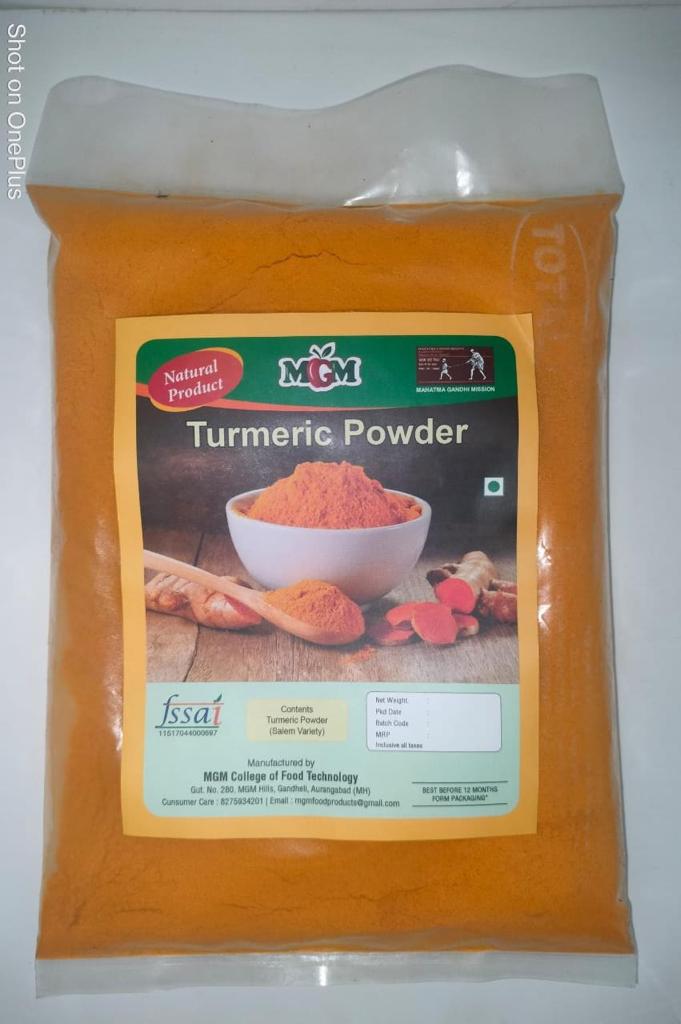 Shot on OnePlus
TOTA
Natural
Product
MGM
MAHATMA GANDHI MISSION
Turmeric Powder
fssai
11517044000697
Contents
Turmeric Powder
(Salem Variety)
Net Weight. :
Pkd Date :
Batch Code :
MRP :
Inclusive all taxes
Manufactured by
MGM College of Food Technology
Gut. No. 280, MGM Hills, Gandheli, Aurangabad (MH)
Cunsumer Care : 8275934201 | Email : mgmfoodproducts@gmail.com
BEST BEFORE 12 MONTHS
FORM PACKAGING*